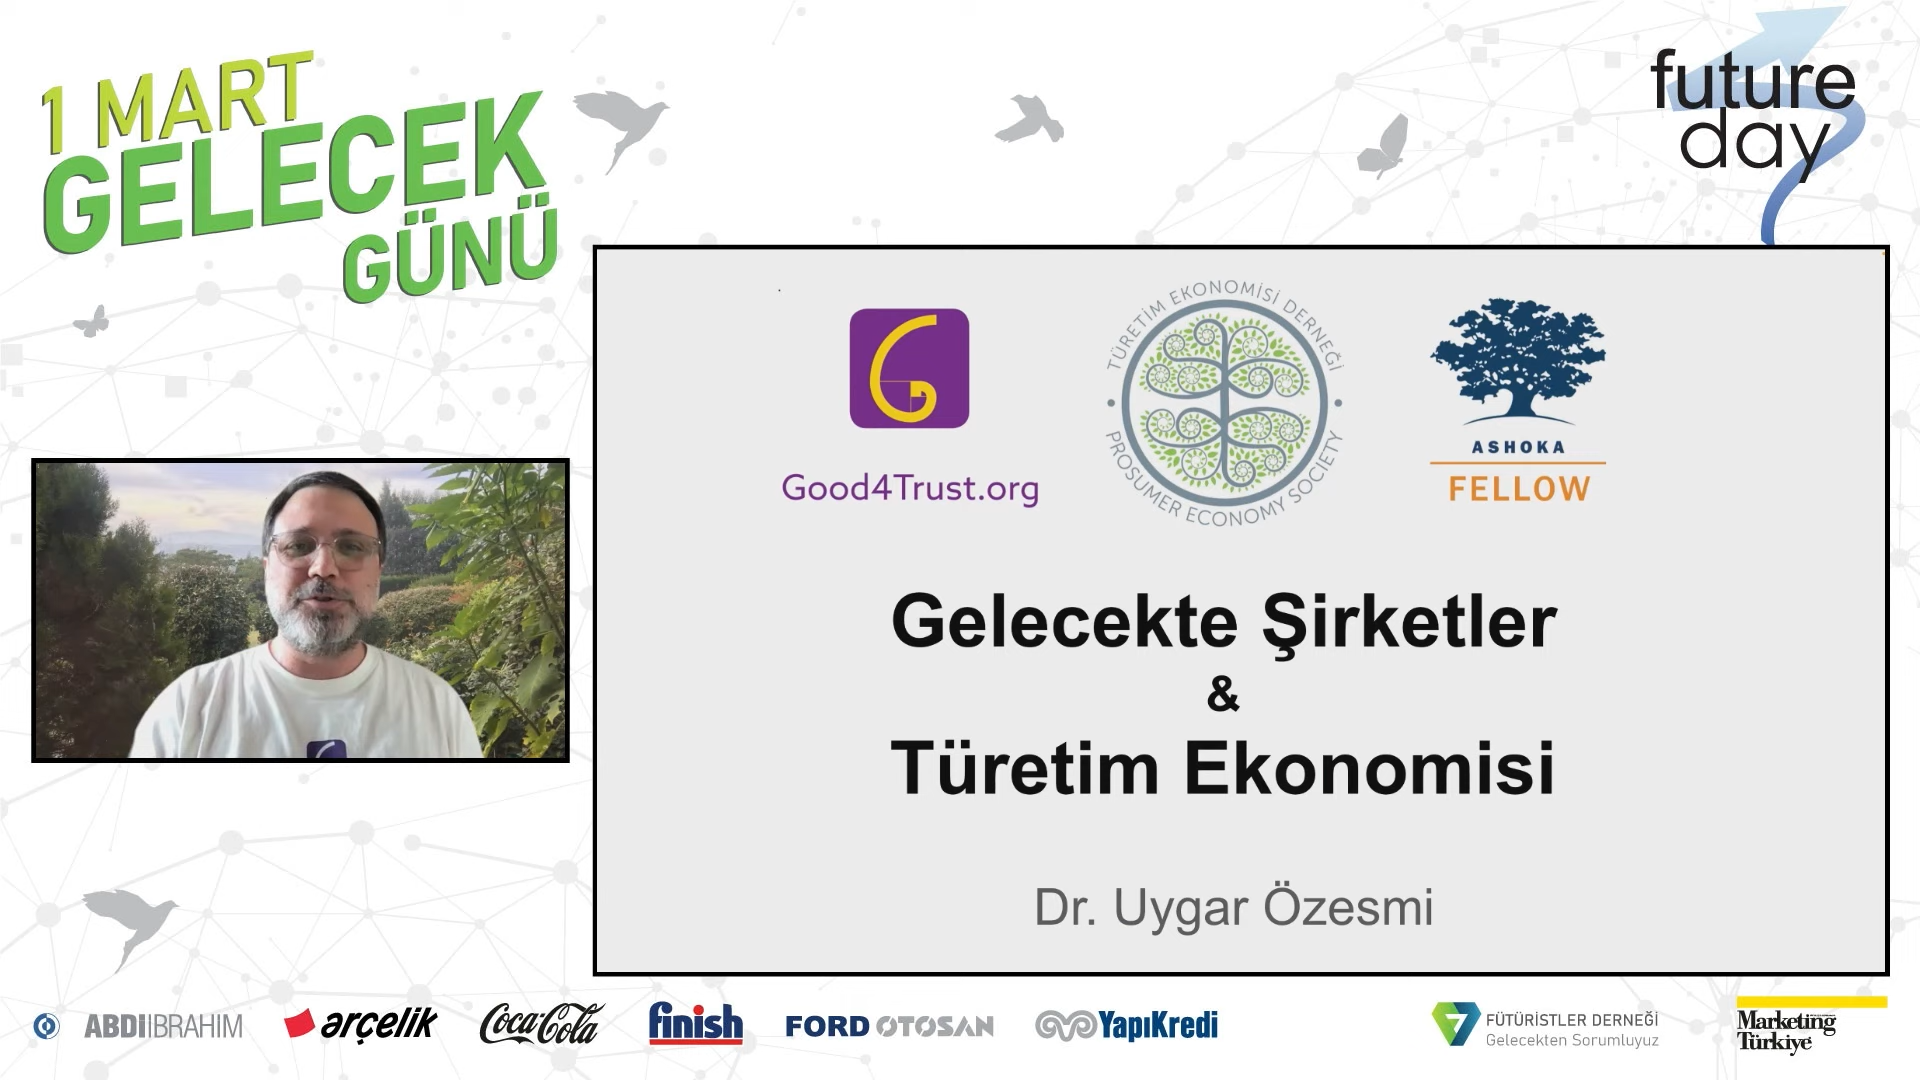 1 MART
GELECEK
GÜNÜ
future
day
Good4Trust.org
TÜRETİM EKONOMİSİ DERNEĞİ
PROSUMER ECONOMY SOCIETY
ASHOKA
FELLOW
Gelecekte Şirketler
&
Türetim Ekonomisi
Dr. Uygar Özesmi
ABDİ İBRAHİM
arçelik
Coca-Cola
finish
FORD OTOSAN
YapıKredi
FÜTÜRİSTLER DERNEĞİ
Gelecekten Sorumluyuz
Marketing
Türkiye